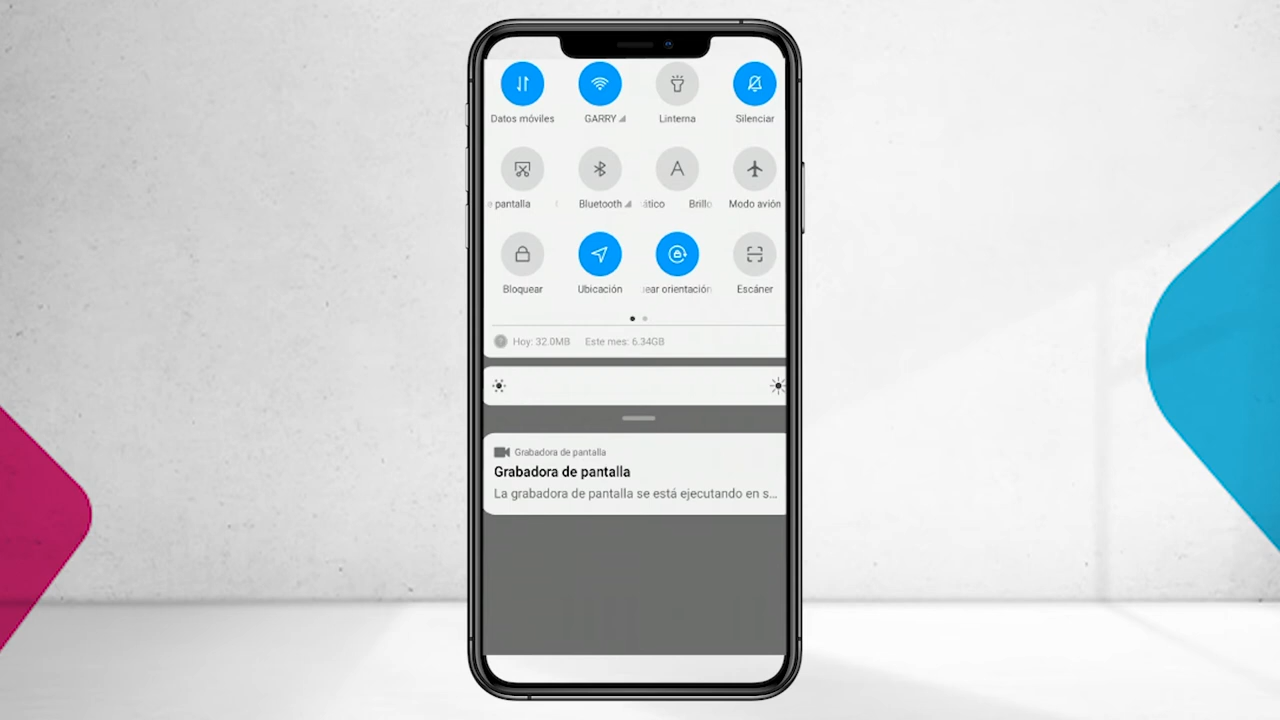 Datos móviles GARRY Linterna Silenciar
pantalla Bluetooth ático Brillo Modo avión
Bloquear Ubicación ear orientación Escáner
Hoy: 32.0MB Este mes: 6.34GB
Grabadora de pantalla
Grabadora de pantalla
La grabadora de pantalla se está ejecutando en s...